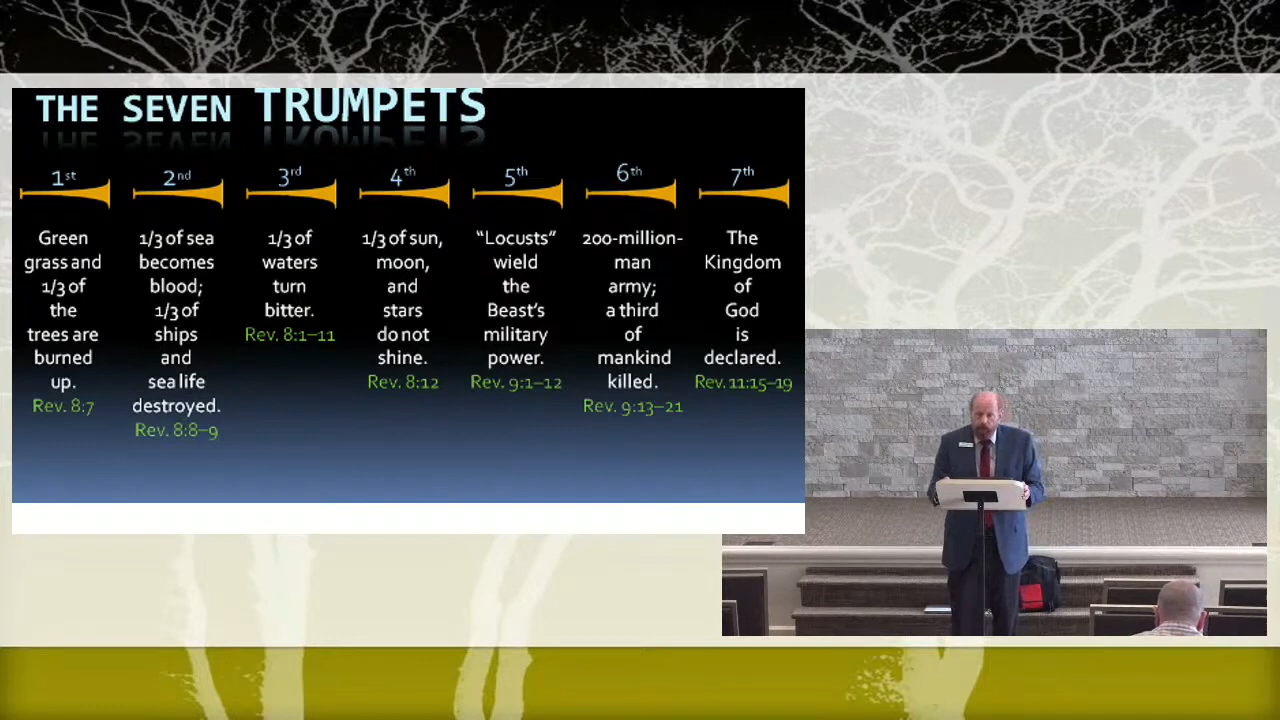 THE SEVEN TRUMPETS
1st
Green
grass and
1/3 of
the
trees are
burned
up.
Rev. 8:7
2nd
1/3 of sea
becomes
blood;
1/3 of
ships
and
sea life
destroyed.
Rev. 8:8–9
3rd
1/3 of
waters
turn
bitter.
Rev. 8:1–11
4th
1/3 of sun,
moon,
and
stars
do not
shine.
Rev. 8:12
5th
“Locusts”
wield
the
Beast’s
military
power.
Rev. 9:1–12
6th
200-million-
man
army;
a third
of
mankind
killed.
Rev. 9:13–21
7th
The
Kingdom
of
God
is
declared.
Rev. 11:15–19